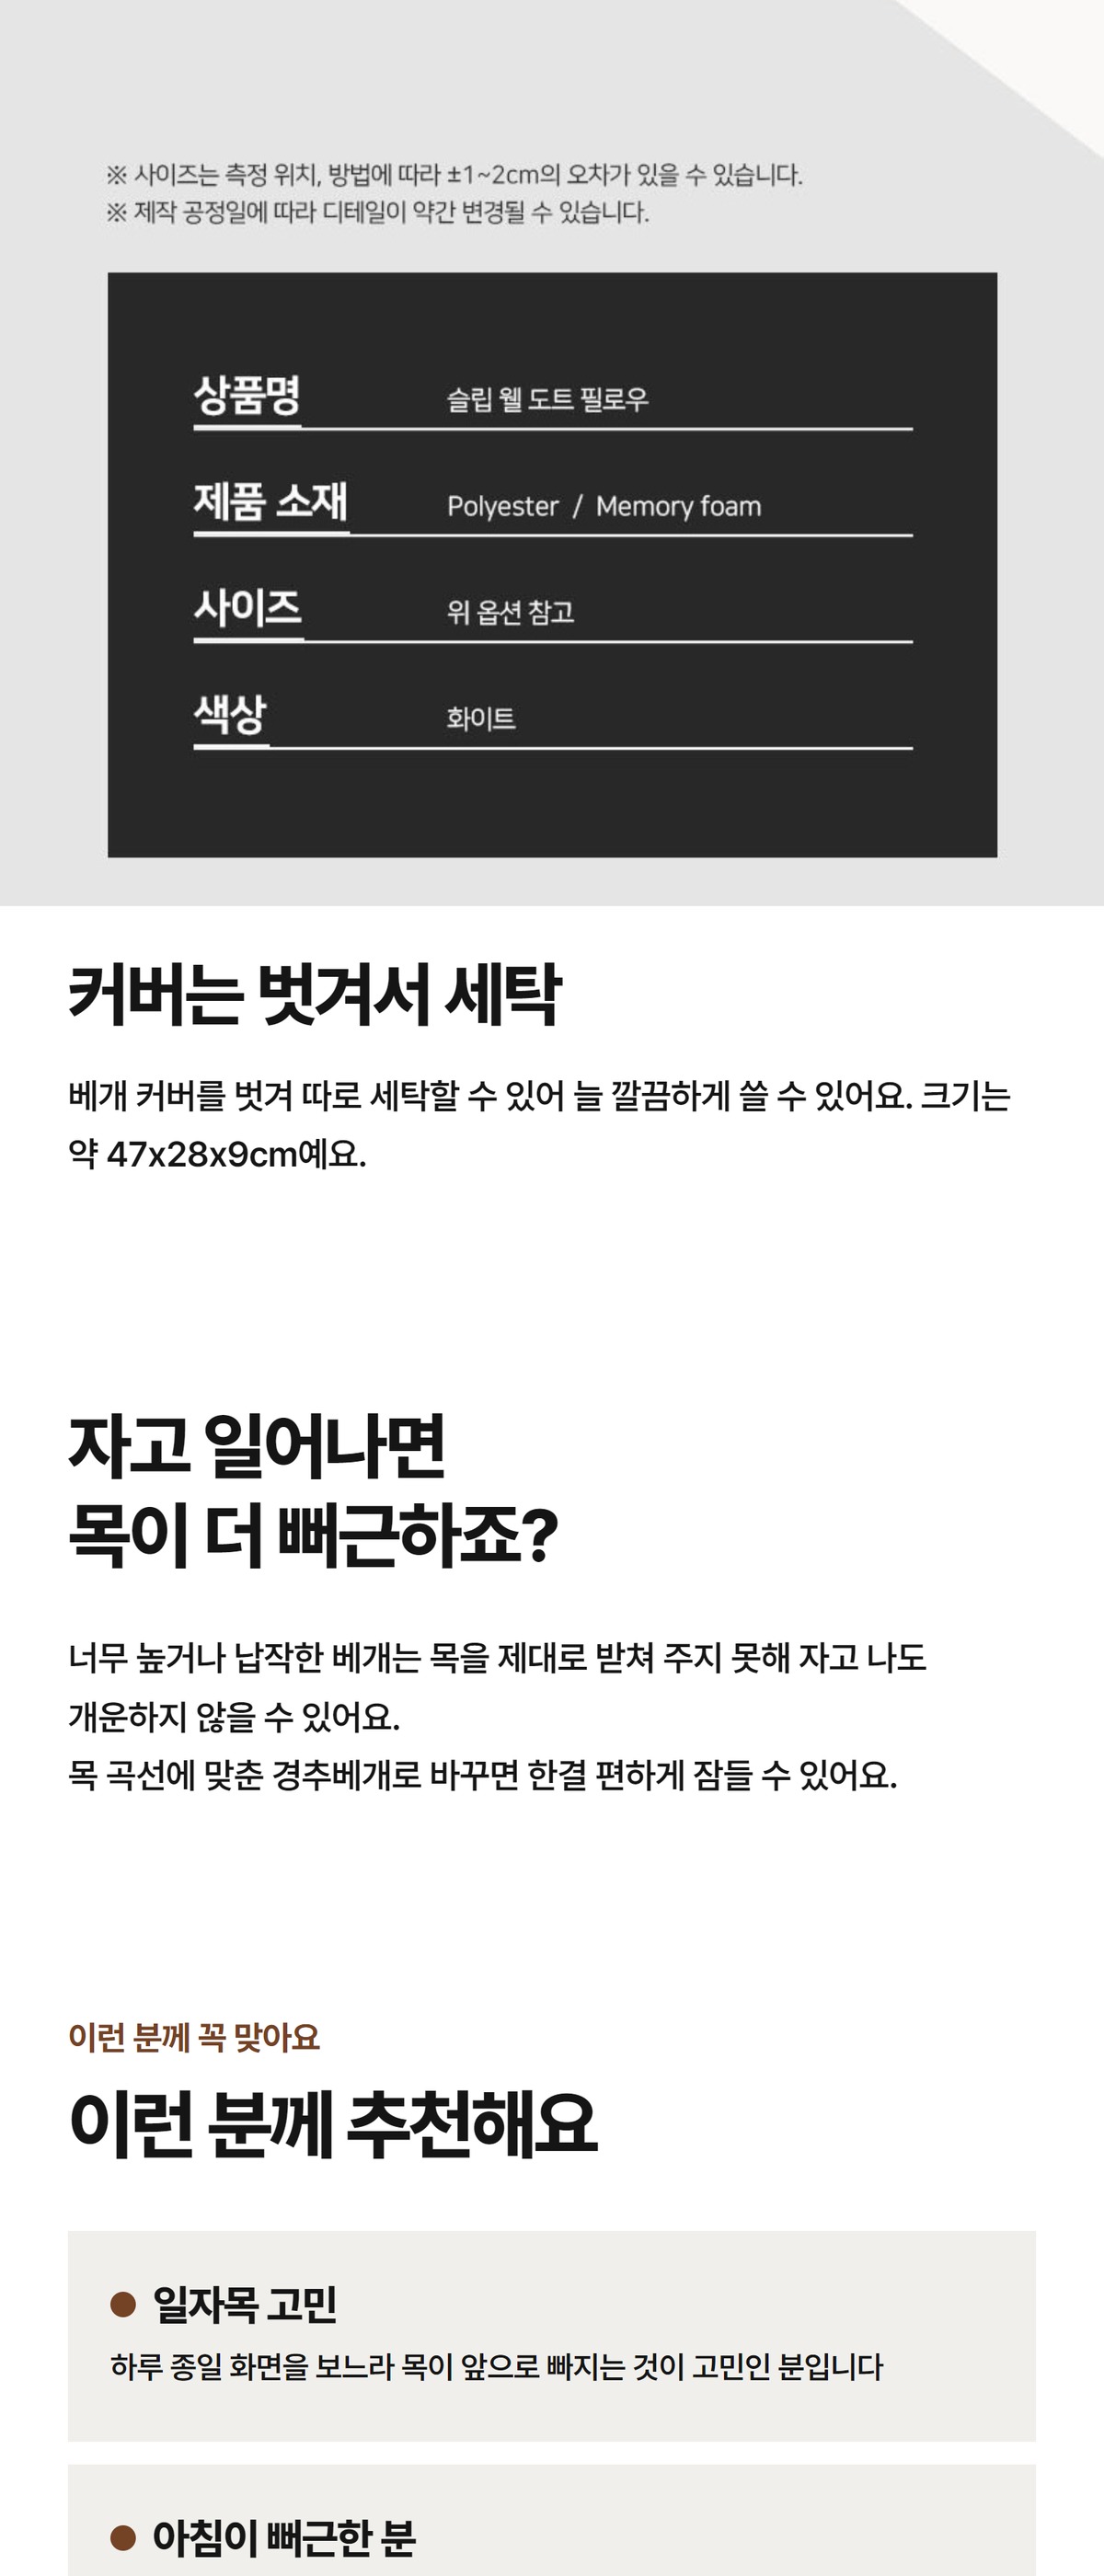 ※ 사이즈는 측정 위치, 방법에 따라 ±1~2cm의 오차가 있을 수 있습니다.
※ 제작 공정일에 따라 디테일이 약간 변경될 수 있습니다.
상품명 슬립 웰 도트 필로우
제품 소재 Polyester / Memory foam
사이즈 위 옵션 참고
색상 화이트
커버는 벗겨서 세탁
베개 커버를 벗겨 따로 세탁할 수 있어 늘 깔끔하게 쓸 수 있어요. 크기는
약 47x28x9cm예요.
자고 일어나면
목이 더 뻐근하죠?
너무 높거나 납작한 베개는 목을 제대로 받쳐 주지 못해 자고 나도
개운하지 않을 수 있어요.
목 곡선에 맞춘 경추베개로 바꾸면 한결 편하게 잠들 수 있어요.
이런 분께 꼭 맞아요
이런 분께 추천해요
일자목 고민
하루 종일 화면을 보느라 목이 앞으로 빠지는 것이 고민인 분입니다
아침이 뻐근한 분